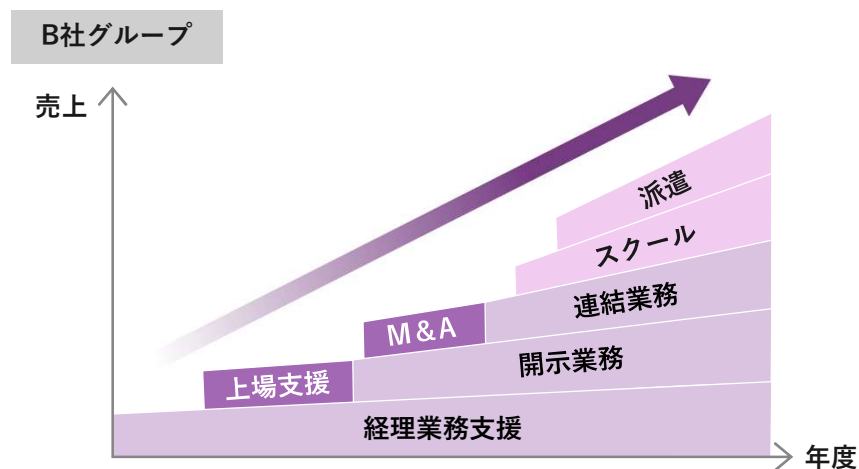 B社グループ
売上
派遣
スクール
連結業務
M&A
開示業務
上場支援
経理業務支援
年度